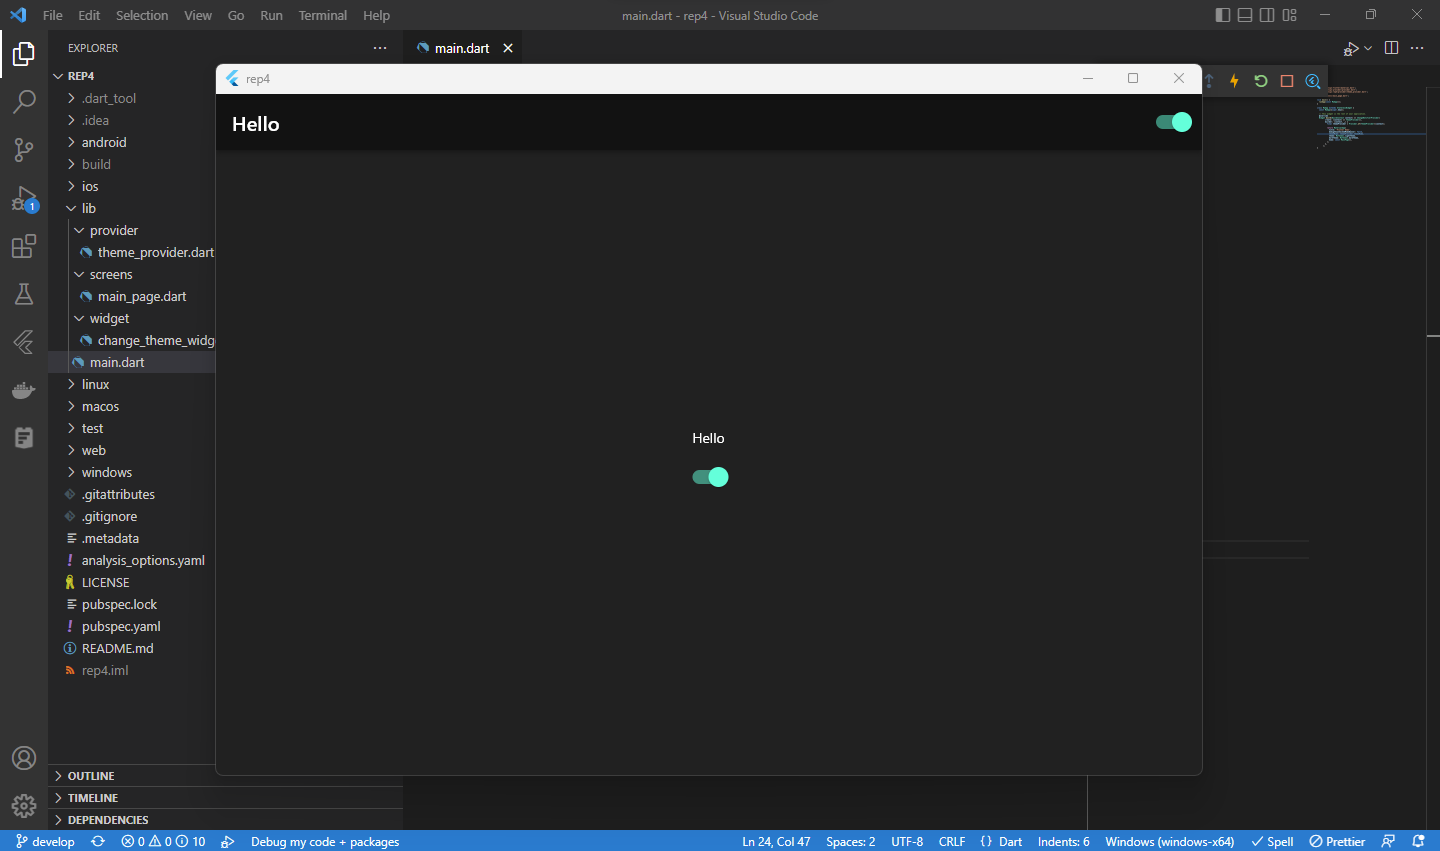 File Edit Selection View Go Run Terminal Help
main.dart - rep4 - Visual Studio Code
EXPLORER
main.dart
REP4
.dart_tool
.idea
android
build
ios
lib
provider
theme_provider.dart
screens
main_page.dart
widget
change_theme_widg
main.dart
linux
macos
test
web
windows
.gitattributes
.gitignore
.metadata
analysis_options.yaml
LICENSE
pubspec.lock
pubspec.yaml
README.md
rep4.iml
OUTLINE
TIMELINE
DEPENDENCIES
1
rep4
Hello
Hello
develop 0 0 10 Debug my code + packages
Ln 24, Col 47 Spaces: 2 UTF-8 CRLF {} Dart Indents: 6 Windows (windows-x64) Spell Prettier